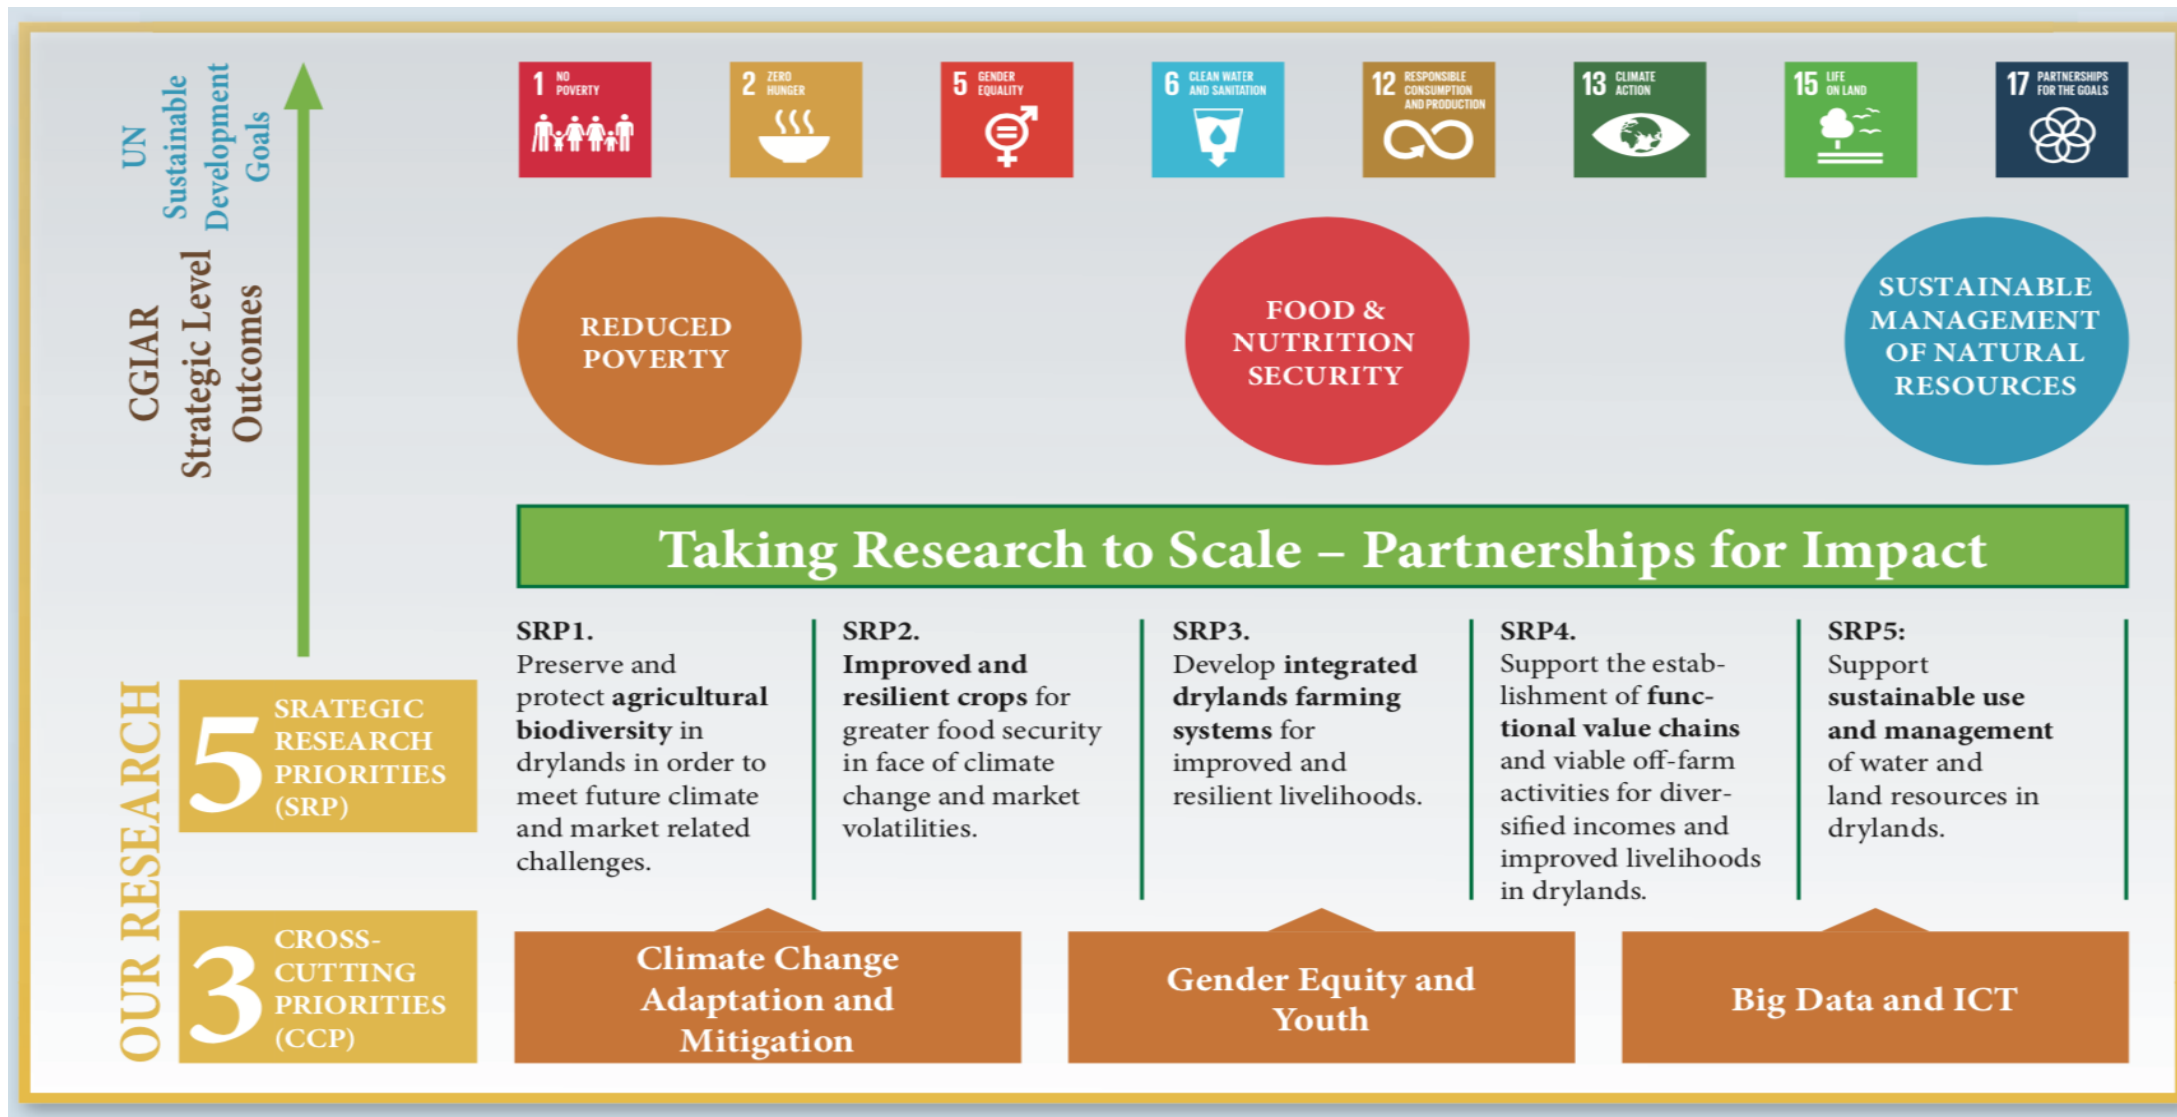 UN
Sustainable
Development
Goals
1 NO
POVERTY
2 ZERO
HUNGER
5 GENDER
EQUALITY
6 CLEAN WATER
AND SANITATION
12 RESPONSIBLE
CONSUMPTION
AND PRODUCTION
13 CLIMATE
ACTION
15 LIFE
ON LAND
17 PARTNERSHIPS
FOR THE GOALS
CGIAR
Strategic Level
Outcomes
REDUCED
POVERTY
FOOD &
NUTRITION
SECURITY
SUSTAINABLE
MANAGEMENT
OF NATURAL
RESOURCES
Taking Research to Scale – Partnerships for Impact
OUR RESEARCH
5 SRATEGIC
RESEARCH
PRIORITIES
(SRP)
SRP1.
Preserve and
protect agricultural
biodiversity in
drylands in order to
meet future climate
and market related
challenges.
SRP2.
Improved and
resilient crops for
greater food security
in face of climate
change and market
volatilities.
SRP3.
Develop integrated
drylands farming
systems for
improved and
resilient livelihoods.
SRP4.
Support the estab-
lishment of func-
tional value chains
and viable off-farm
activities for diver-
sified incomes and
improved livelihoods
in drylands.
SRP5:
Support
sustainable use
and management
of water and
land resources in
drylands.
3 CROSS-
CUTTING
PRIORITIES
(CCP)
Climate Change
Adaptation and
Mitigation
Gender Equity and
Youth
Big Data and ICT